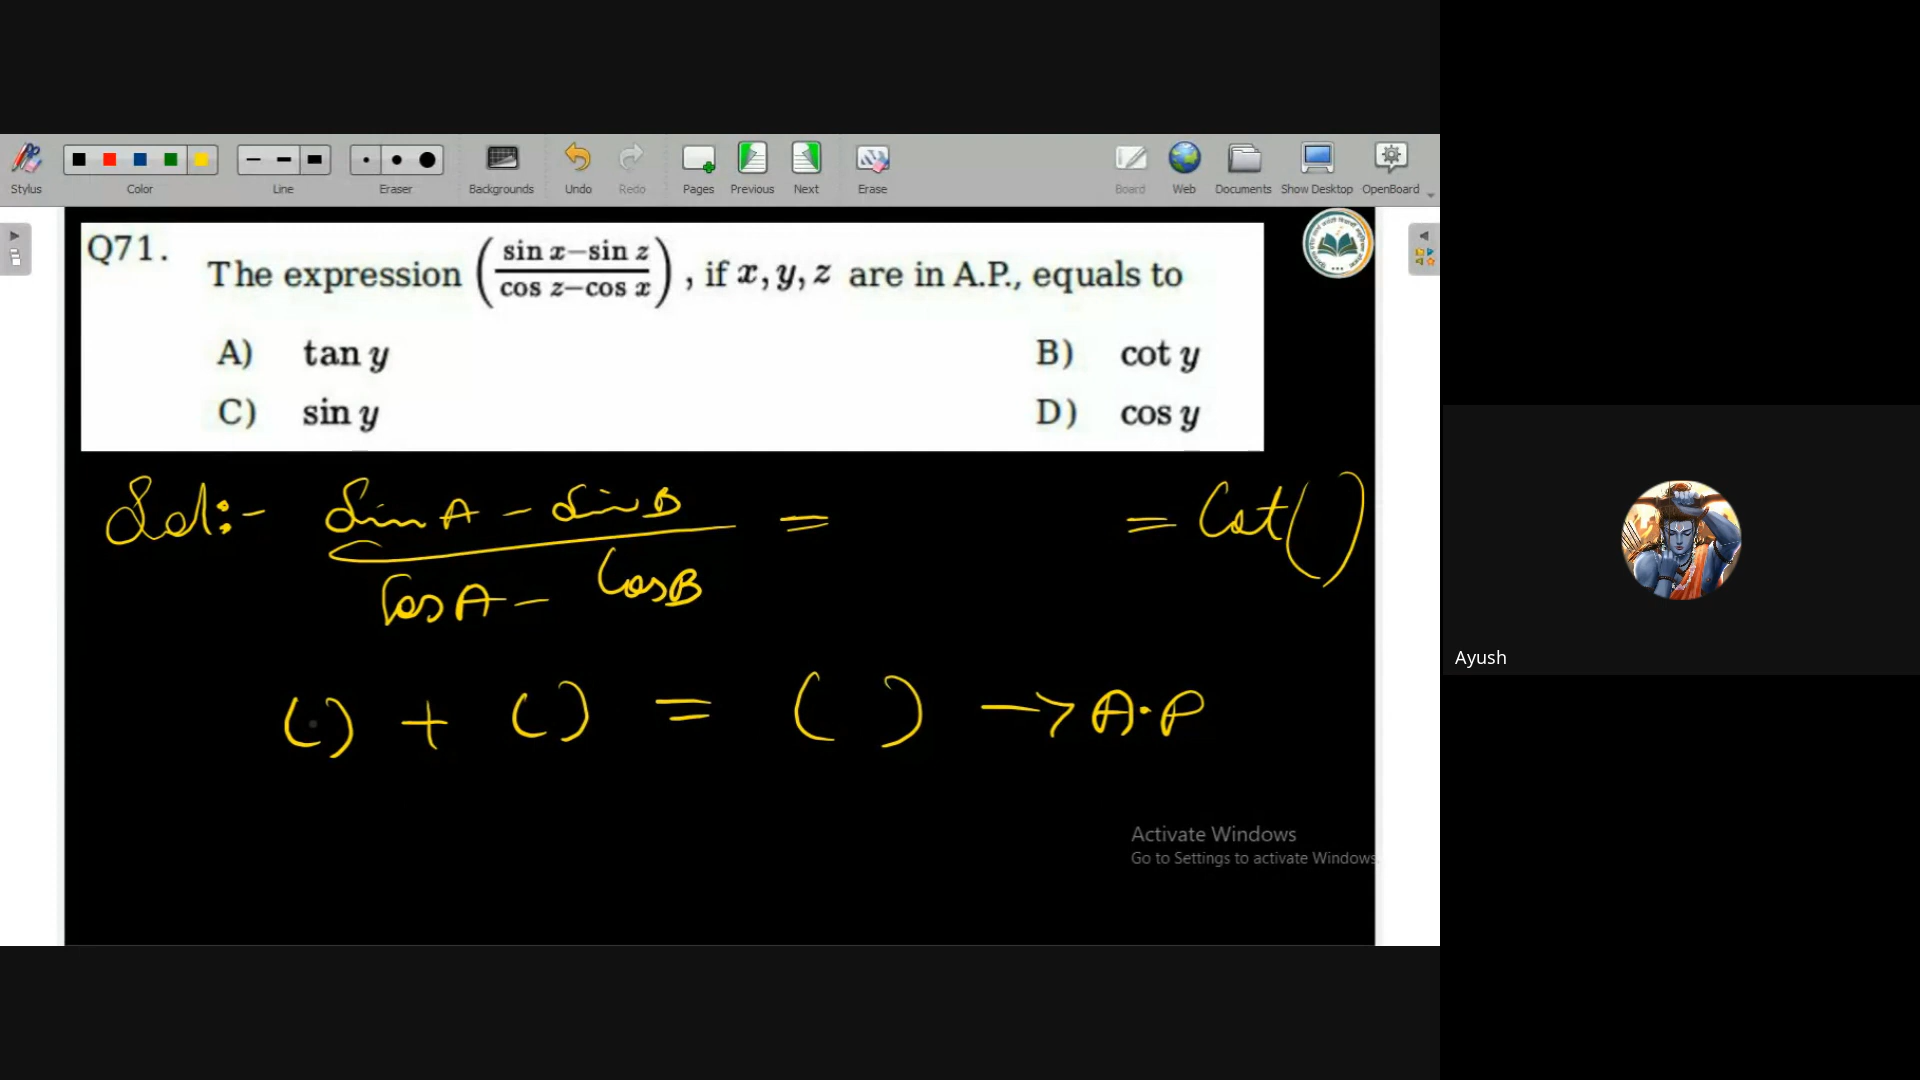 Stylus Color Line Eraser Backgrounds Undo Redo Pages Previous Next Erase Board Web Documents Show Desktop OpenBoard
Q71. The expression (sin x−sin z / cos z−cos x), if x, y, z are in A.P., equals to
A) tan y B) cot y
C) sin y D) cos y
Sol:- Sin A - Sin B = = Cot( )
Cos A - Cos B
( ) + ( ) = ( ) → A.P
Ayush
Activate Windows
Go to Settings to activate Windows.